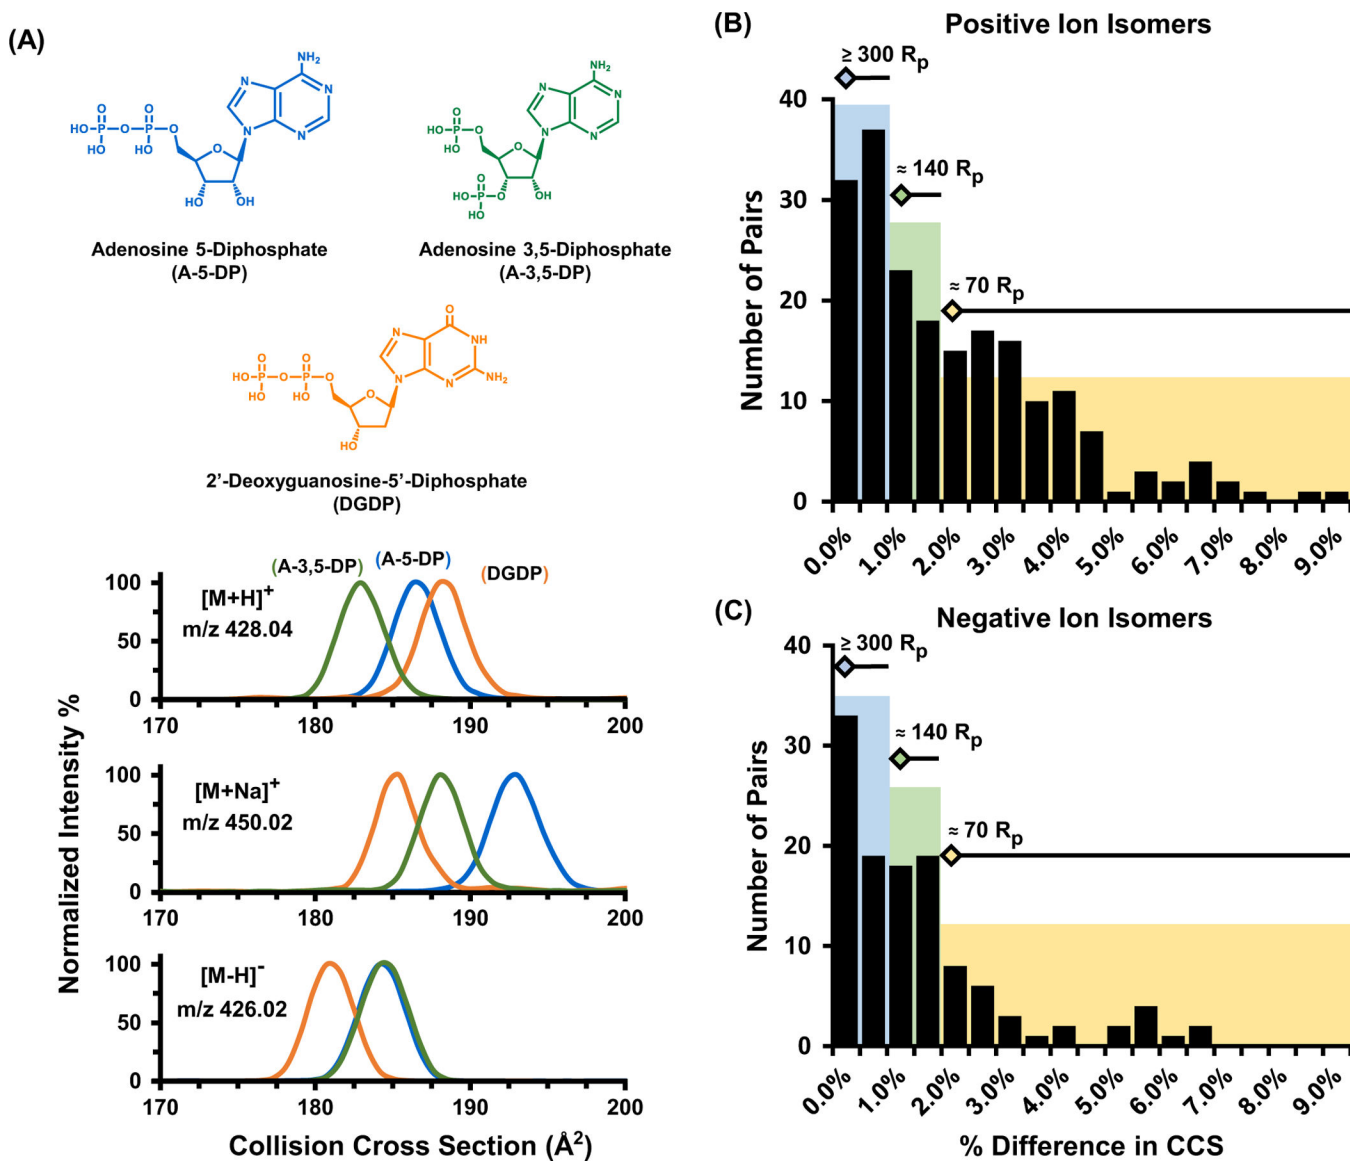 (A)
NH₂
N
N
N
N
O
O
HO-P-O-P-O
HO
HO
O
HO
OH
Adenosine 5-Diphosphate
(A-5-DP)
NH₂
N
N
N
N
O
HO-P-O
HO
O
O
HO-P-O
HO
OH
Adenosine 3,5-Diphosphate
(A-3,5-DP)
O
N
NH
N
N
NH₂
O
O
HO-P-O-P-O
HO
HO
O
HO
2'-Deoxyguanosine-5'-Diphosphate
(DGDP)
(A-3,5-DP)
(A-5-DP)
(DGDP)
[M+H]⁺
m/z 428.04
100
50
0
170
180
190
200
[M+Na]⁺
m/z 450.02
100
50
0
170
180
190
200
[M-H]⁻
m/z 426.02
100
50
0
170
180
190
200
Normalized Intensity %
Collision Cross Section (Å²)
(B)
Positive Ion Isomers
≥ 300 Rp
≈ 140 Rp
≈ 70 Rp
Number of Pairs
40
30
20
10
0
0.0%
1.0%
2.0%
3.0%
4.0%
5.0%
6.0%
7.0%
8.0%
9.0%
(C)
Negative Ion Isomers
≥ 300 Rp
≈ 140 Rp
≈ 70 Rp
Number of Pairs
40
30
20
10
0
0.0%
1.0%
2.0%
3.0%
4.0%
5.0%
6.0%
7.0%
8.0%
9.0%
% Difference in CCS